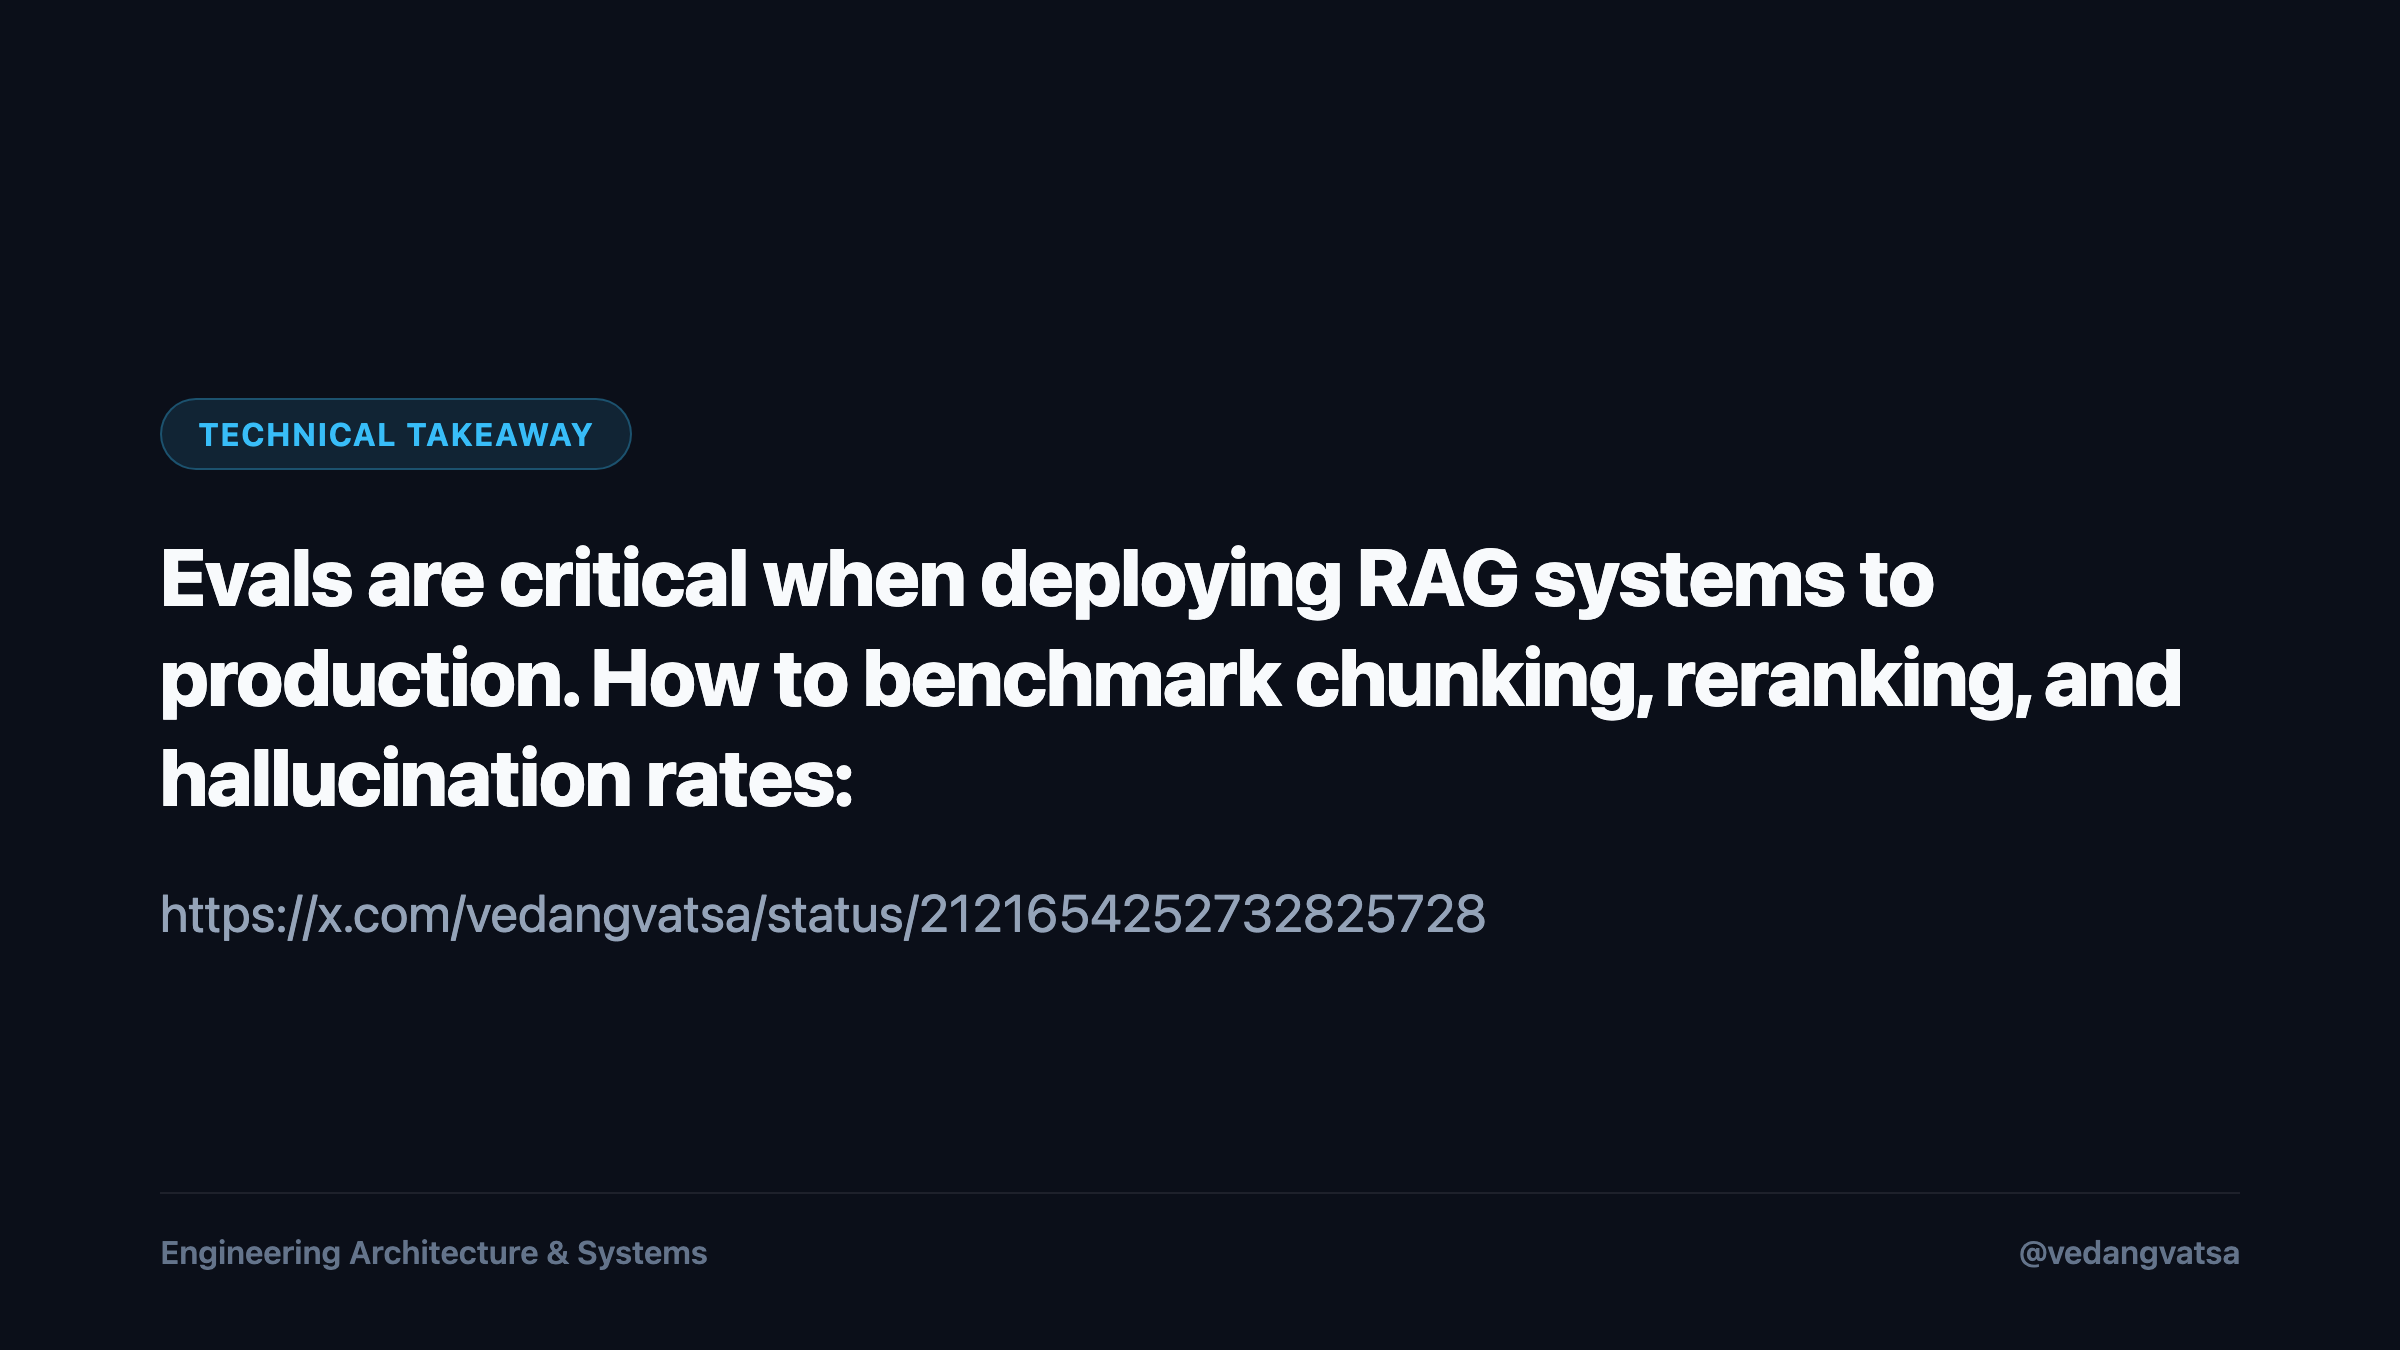 TECHNICAL TAKEAWAY
Evals are critical when deploying RAG systems to
production. How to benchmark chunking, reranking, and
hallucination rates:
https://x.com/vedangvatsa/status/2121654252732825728
Engineering Architecture & Systems
@vedangvatsa